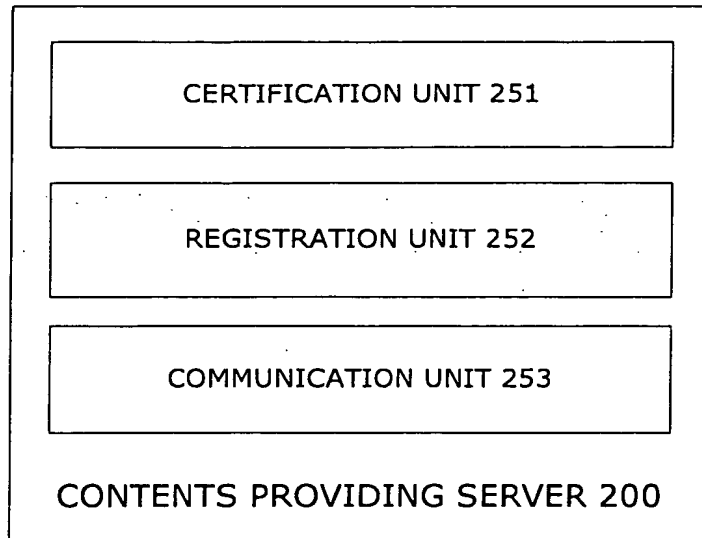 CERTIFICATION UNIT 251
REGISTRATION UNIT 252
COMMUNICATION UNIT 253
CONTENTS PROVIDING SERVER 200